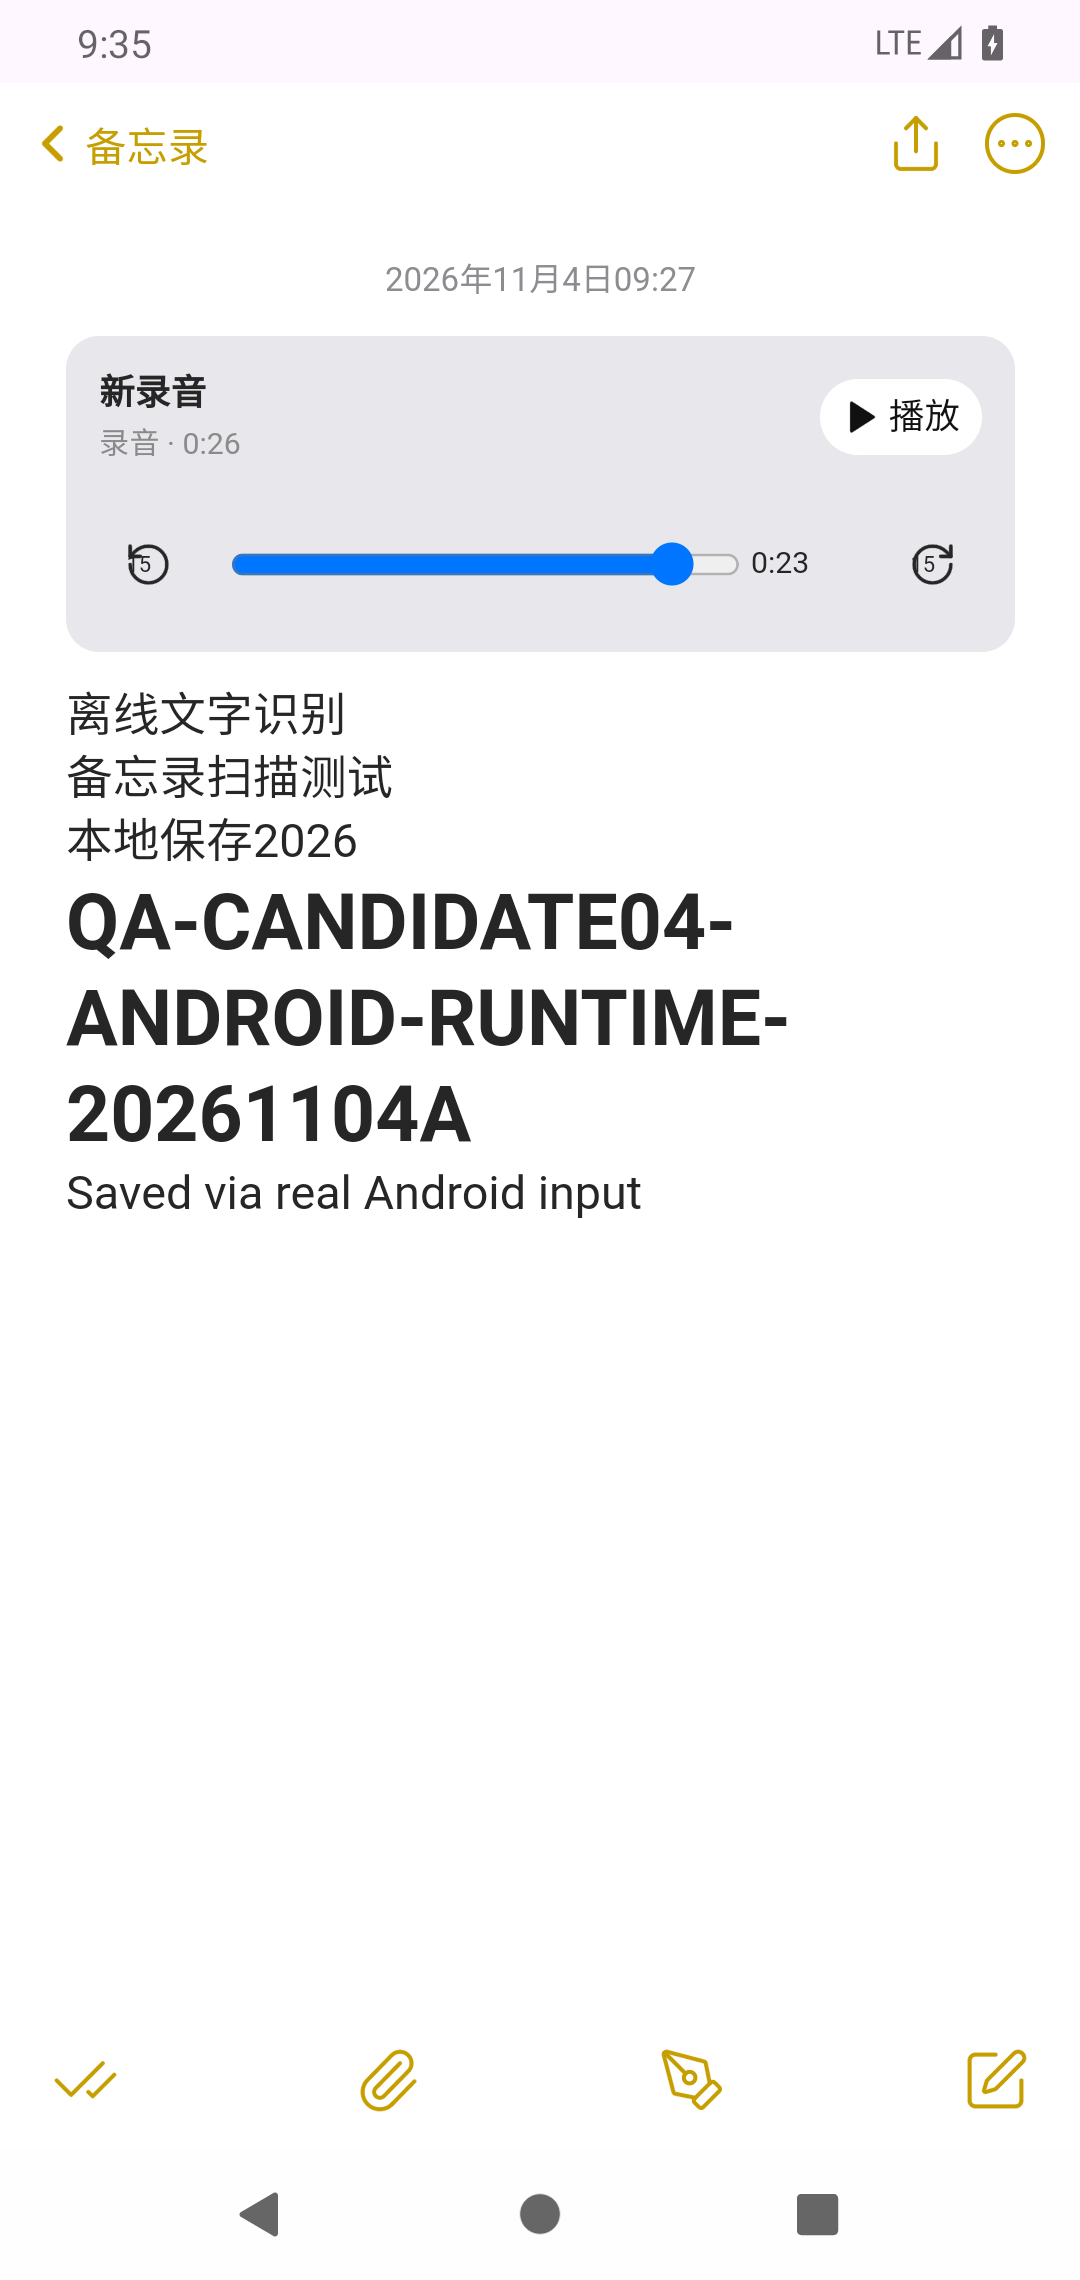 9:35
LTE
备忘录
2026年11月4日09:27
新录音
录音 · 0:26
播放
15
0:23
15
离线文字识别
备忘录扫描测试
本地保存2026
QA-CANDIDATE04-
ANDROID-RUNTIME-
20261104A
Saved via real Android input